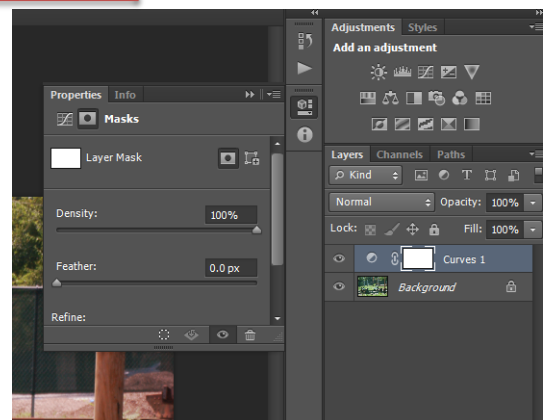 Adjustments Styles
Add an adjustment
Properties Info
Masks
Layer Mask
Density: 100%
Feather: 0.0 px
Refine:
Layers Channels Paths
Kind
Normal Opacity: 100%
Lock: Fill: 100%
Curves 1
Background